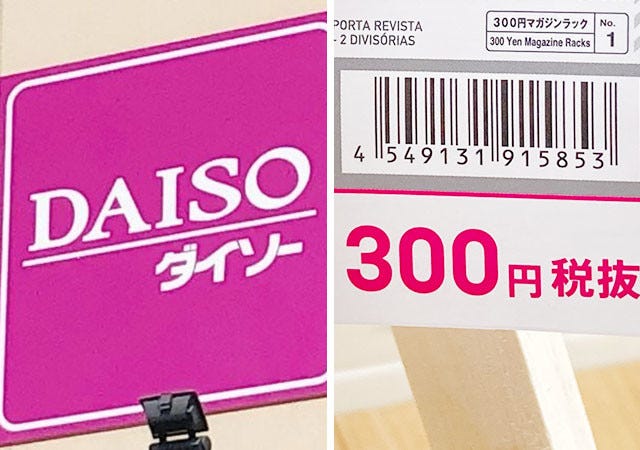 DAISO
ダイソー
PORTA REVISTA
- 2 DIVISÓRIAS
300円マガジンラック
300 Yen Magazine Racks
No.
1
4 549131 915853
300円 税抜